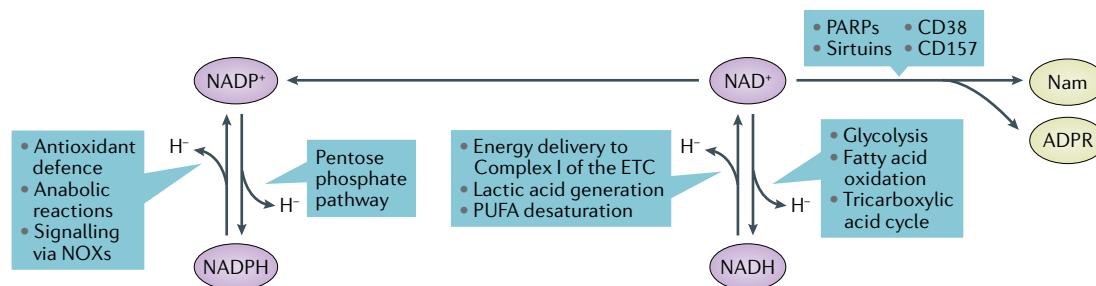 • PARPs
• Sirtuins
• CD38
• CD157
NADP⁺
NAD⁺
Nam
ADPR
• Antioxidant
defence
• Anabolic
reactions
• Signalling
via NOXs
H⁻
H⁻
Pentose
phosphate
pathway
NADPH
• Energy delivery to
Complex I of the ETC
• Lactic acid generation
• PUFA desaturation
H⁻
H⁻
• Glycolysis
• Fatty acid
oxidation
• Tricarboxylic
acid cycle
NADH